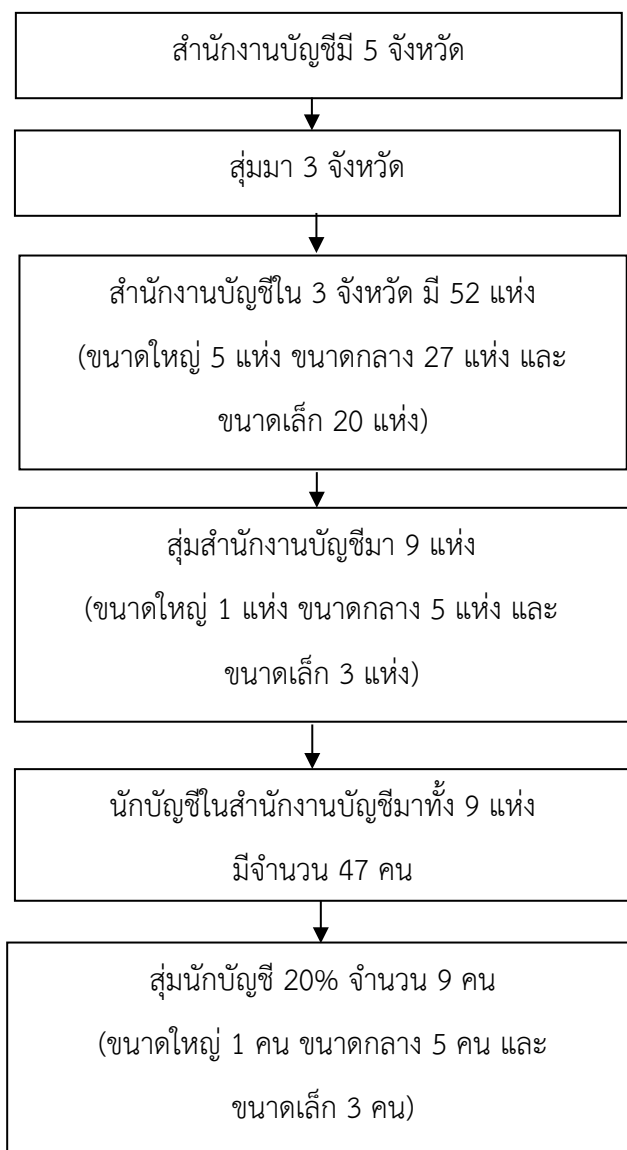 สำนักงานบัญชีมี 5 จังหวัด
สุ่มมา 3 จังหวัด
สำนักงานบัญชีใน 3 จังหวัด มี 52 แห่ง
(ขนาดใหญ่ 5 แห่ง ขนาดกลาง 27 แห่ง และ
ขนาดเล็ก 20 แห่ง)
สุ่มสำนักงานบัญชีมา 9 แห่ง
(ขนาดใหญ่ 1 แห่ง ขนาดกลาง 5 แห่ง และ
ขนาดเล็ก 3 แห่ง)
นักบัญชีในสำนักงานบัญชีมาทั้ง 9 แห่ง
มีจำนวน 47 คน
สุ่มนักบัญชี 20% จำนวน 9 คน
(ขนาดใหญ่ 1 คน ขนาดกลาง 5 คน และ
ขนาดเล็ก 3 คน)